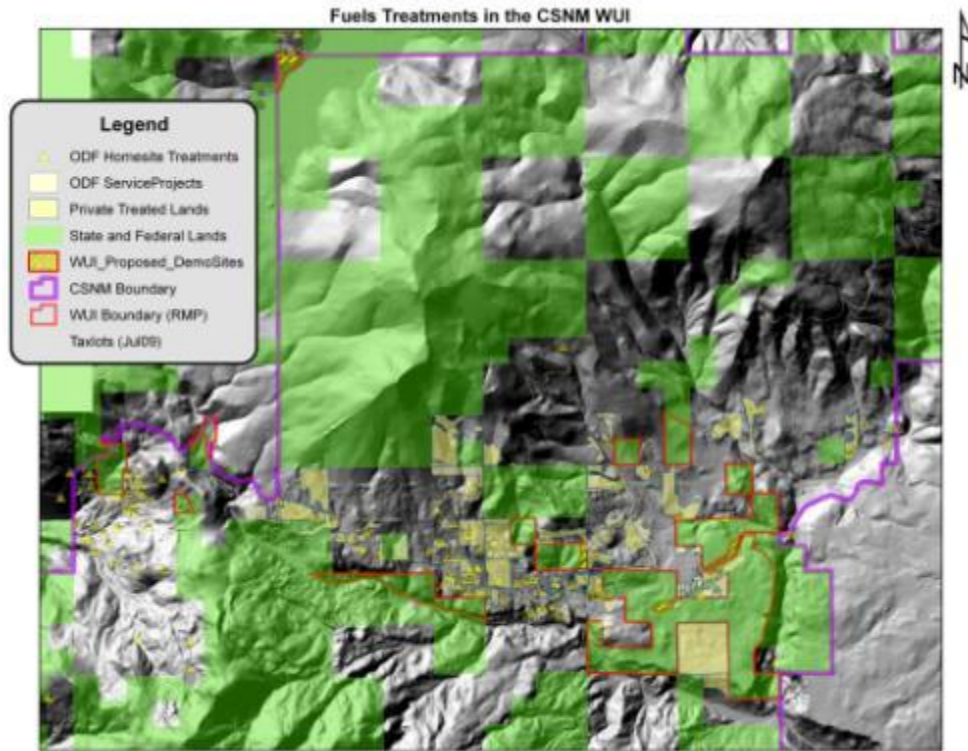 Fuels Treatments in the CSNM WUI
N
Legend
ODF Homesite Treatments
ODF ServiceProjects
Private Treated Lands
State and Federal Lands
WUI_Proposed_DemoSites
CSNM Boundary
WUI Boundary (RMP)
Taxlots (Jul09)